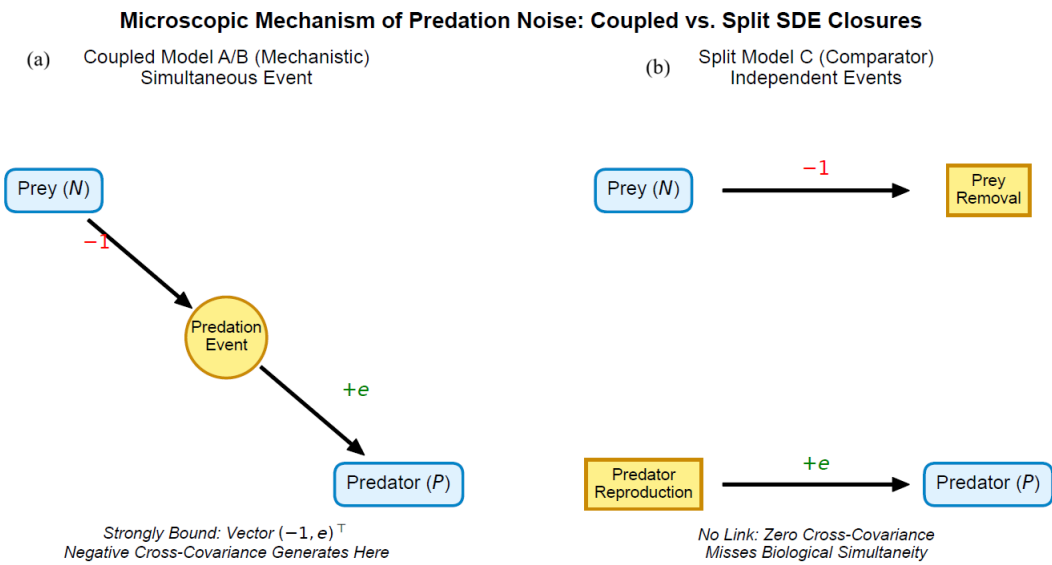 Microscopic Mechanism of Predation Noise: Coupled vs. Split SDE Closures
(a)
Coupled Model A/B (Mechanistic)
Simultaneous Event
Prey (N)
−1
Predation
Event
+e
Predator (P)
Strongly Bound: Vector (−1, e)⊤
Negative Cross-Covariance Generates Here
(b)
Split Model C (Comparator)
Independent Events
Prey (N)
−1
Prey
Removal
Predator
Reproduction
+e
Predator (P)
No Link: Zero Cross-Covariance
Misses Biological Simultaneity